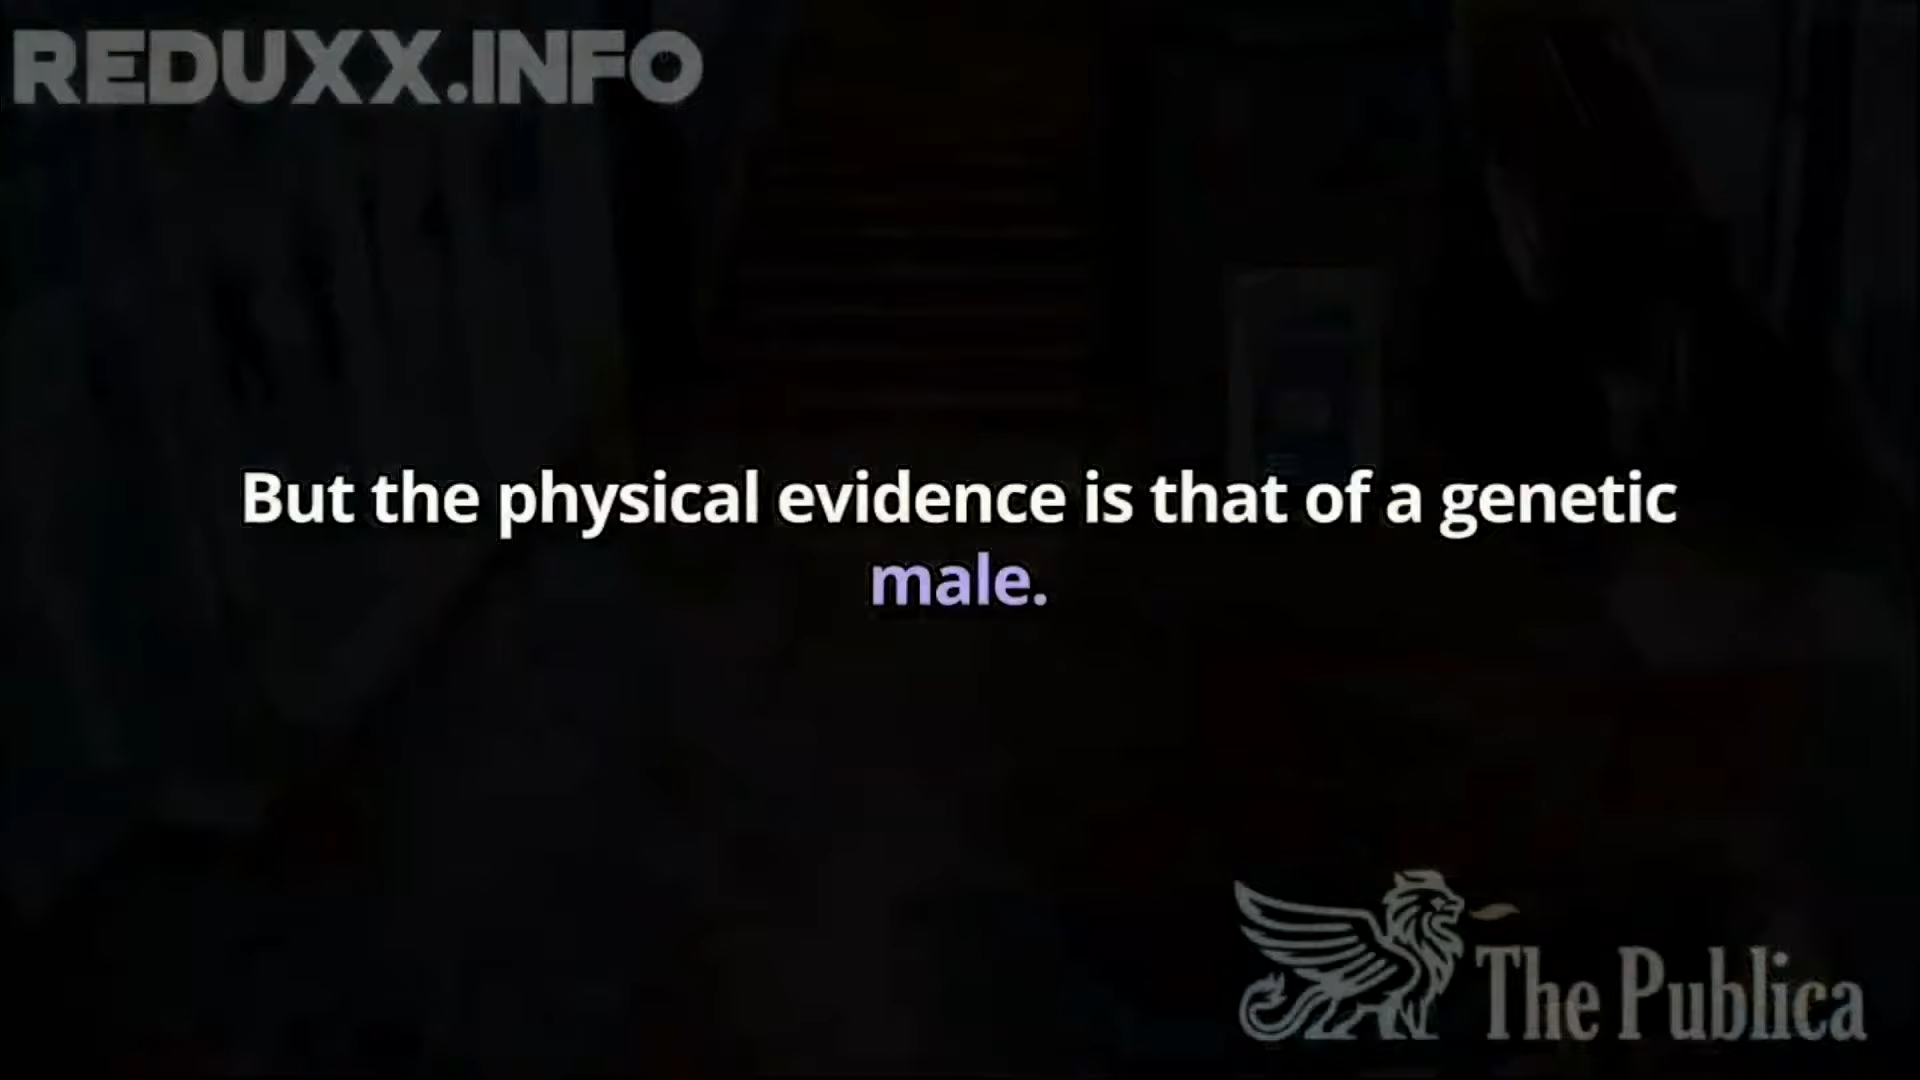 REDUXX.INFO
But the physical evidence is that of a genetic
male.
The Publica